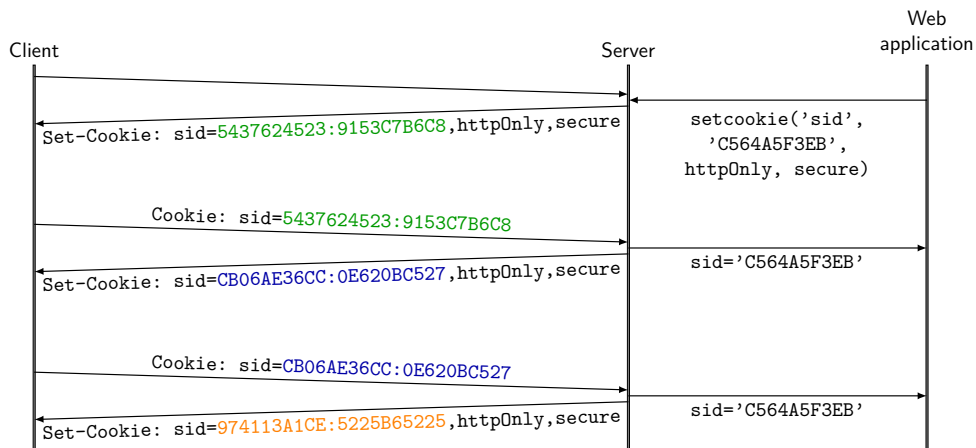 Client
Server
Web
application
Set-Cookie: sid=5437624523:9153C7B6C8,httpOnly,secure
setcookie('sid',
'C564A5F3EB',
httpOnly, secure)
Cookie: sid=5437624523:9153C7B6C8
Set-Cookie: sid=CB06AE36CC:0E620BC527,httpOnly,secure
sid='C564A5F3EB'
Cookie: sid=CB06AE36CC:0E620BC527
Set-Cookie: sid=974113A1CE:5225B65225,httpOnly,secure
sid='C564A5F3EB'